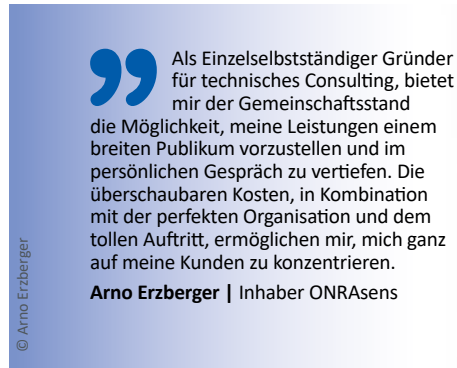 Als Einzelselbstständiger Gründer
für technisches Consulting, bietet
mir der Gemeinschaftsstand
die Möglichkeit, meine Leistungen einem
breiten Publikum vorzustellen und im
persönlichen Gespräch zu vertiefen. Die
überschaubaren Kosten, in Kombination
mit der perfekten Organisation und dem
tollen Auftritt, ermöglichen mir, mich ganz
auf meine Kunden zu konzentrieren.
Arno Erzberger | Inhaber ONRAsens
© Arno Erzberger